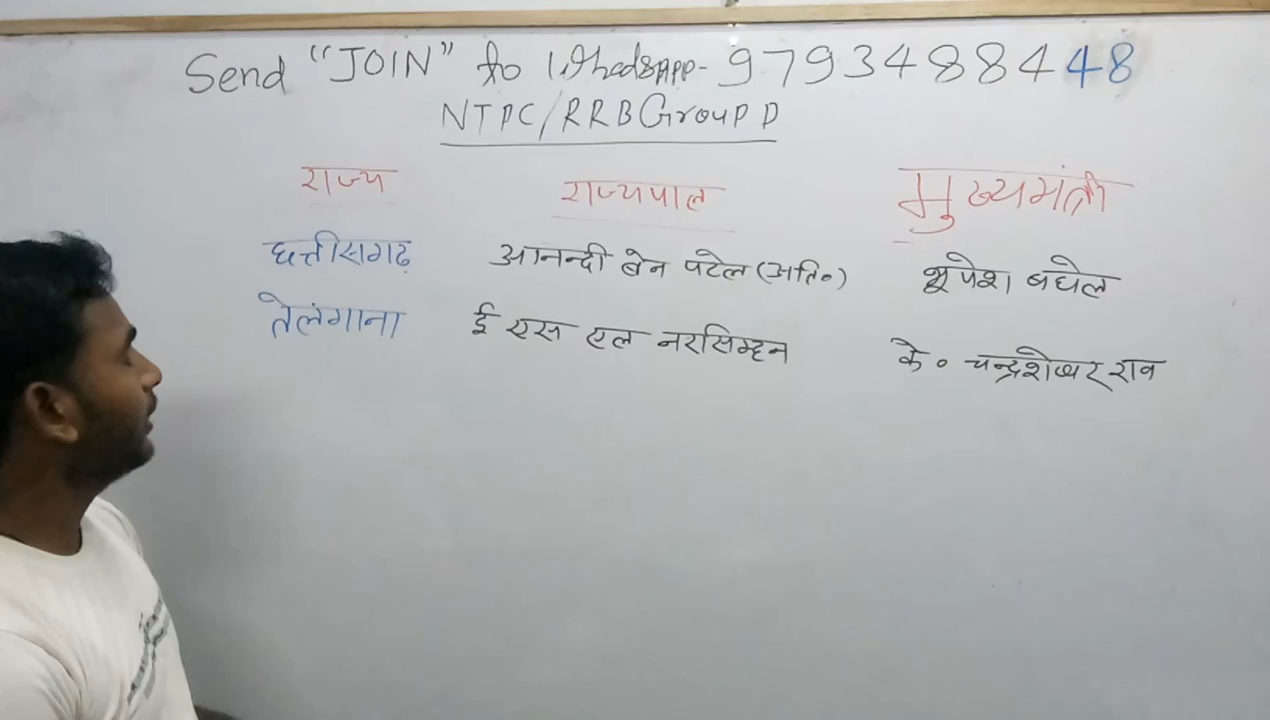 Send "JOIN" to Whatsapp- 9793488448
NTPC/RRB Group D
राज्य राज्यपाल मुख्यमंत्री
छत्तीसगढ़ आनन्दी बेन पटेल (अति०) भूपेश बघेल
तेलंगाना ई एस एल नरसिम्हन के० चन्द्रशेखर राव